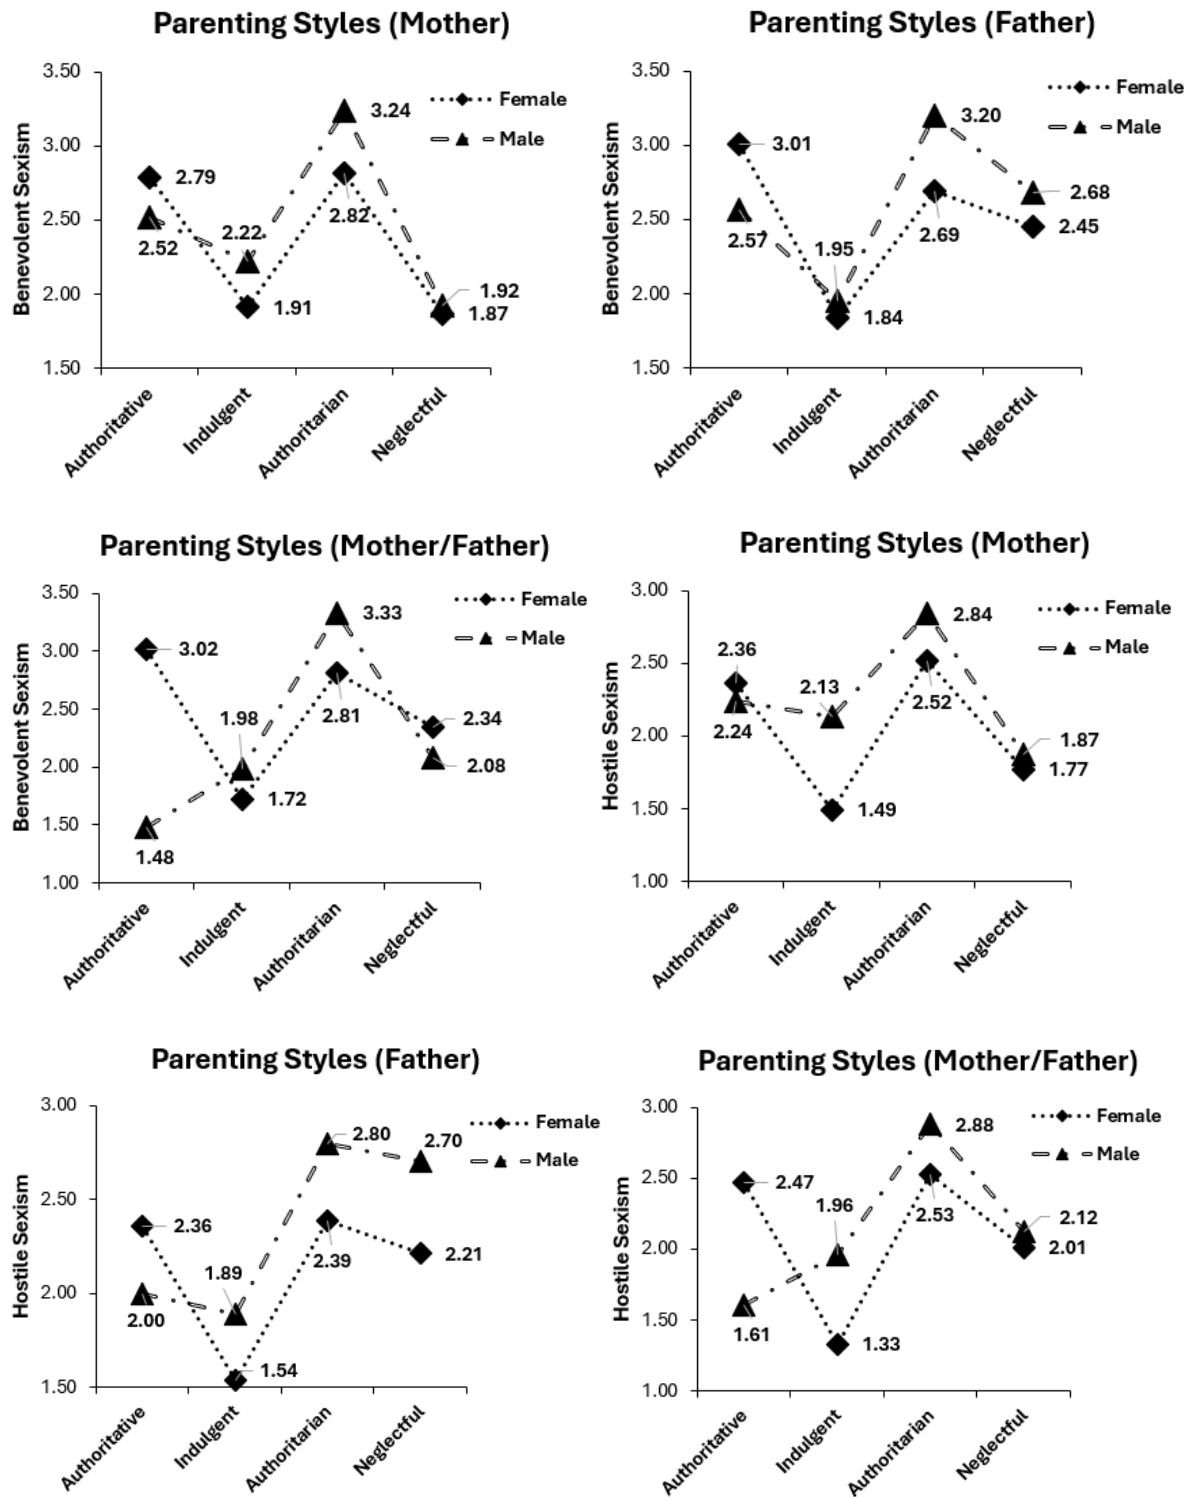 Parenting Styles (Mother)
Benevolent Sexism
3.50
3.00
2.50
2.00
1.50
Female
Male
2.79
2.52
2.22
1.91
3.24
2.82
1.92
1.87
Authoritative
Indulgent
Authoritarian
Neglectful
Parenting Styles (Father)
Benevolent Sexism
3.50
3.00
2.50
2.00
1.50
Female
Male
3.01
2.57
1.95
1.84
3.20
2.69
2.68
2.45
Authoritative
Indulgent
Authoritarian
Neglectful
Parenting Styles (Mother/Father)
Benevolent Sexism
3.50
3.00
2.50
2.00
1.50
1.00
Female
Male
3.02
1.48
1.98
1.72
3.33
2.81
2.34
2.08
Authoritative
Indulgent
Authoritarian
Neglectful
Parenting Styles (Mother)
Hostile Sexism
3.00
2.50
2.00
1.50
1.00
Female
Male
2.36
2.24
2.13
1.49
2.84
2.52
1.87
1.77
Authoritative
Indulgent
Authoritarian
Neglectful
Parenting Styles (Father)
Hostile Sexism
3.00
2.50
2.00
1.50
Female
Male
2.36
2.00
1.89
1.54
2.80
2.39
2.70
2.21
Authoritative
Indulgent
Authoritarian
Neglectful
Parenting Styles (Mother/Father)
Hostile Sexism
3.00
2.50
2.00
1.50
1.00
Female
Male
2.47
1.61
1.96
1.33
2.88
2.53
2.12
2.01
Authoritative
Indulgent
Authoritarian
Neglectful